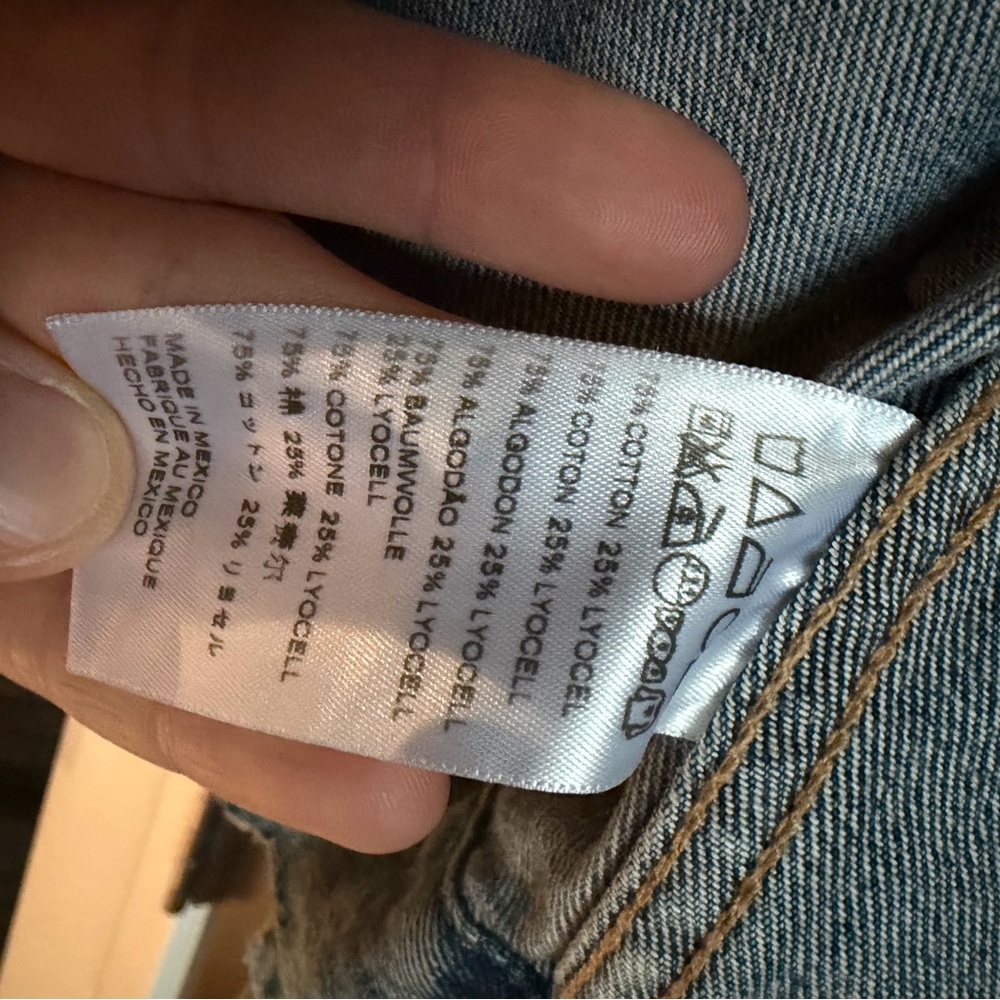 75% COTON 25% LYOCELL
75% COTTON 25% LYOCELL
75% ALGODON 25% LYOCELL
75% ALGODÃO 25% LYOCELL
75% BAUMWOLLE
25% LYOCELL
75% COTONE 25% LYOCELL
75% 棉 25% 莱赛尔
75% コットン 25% リヨセル
MADE IN MEXICO
FABRIQUE AU MEXIQUE
HECHO EN MEXICO